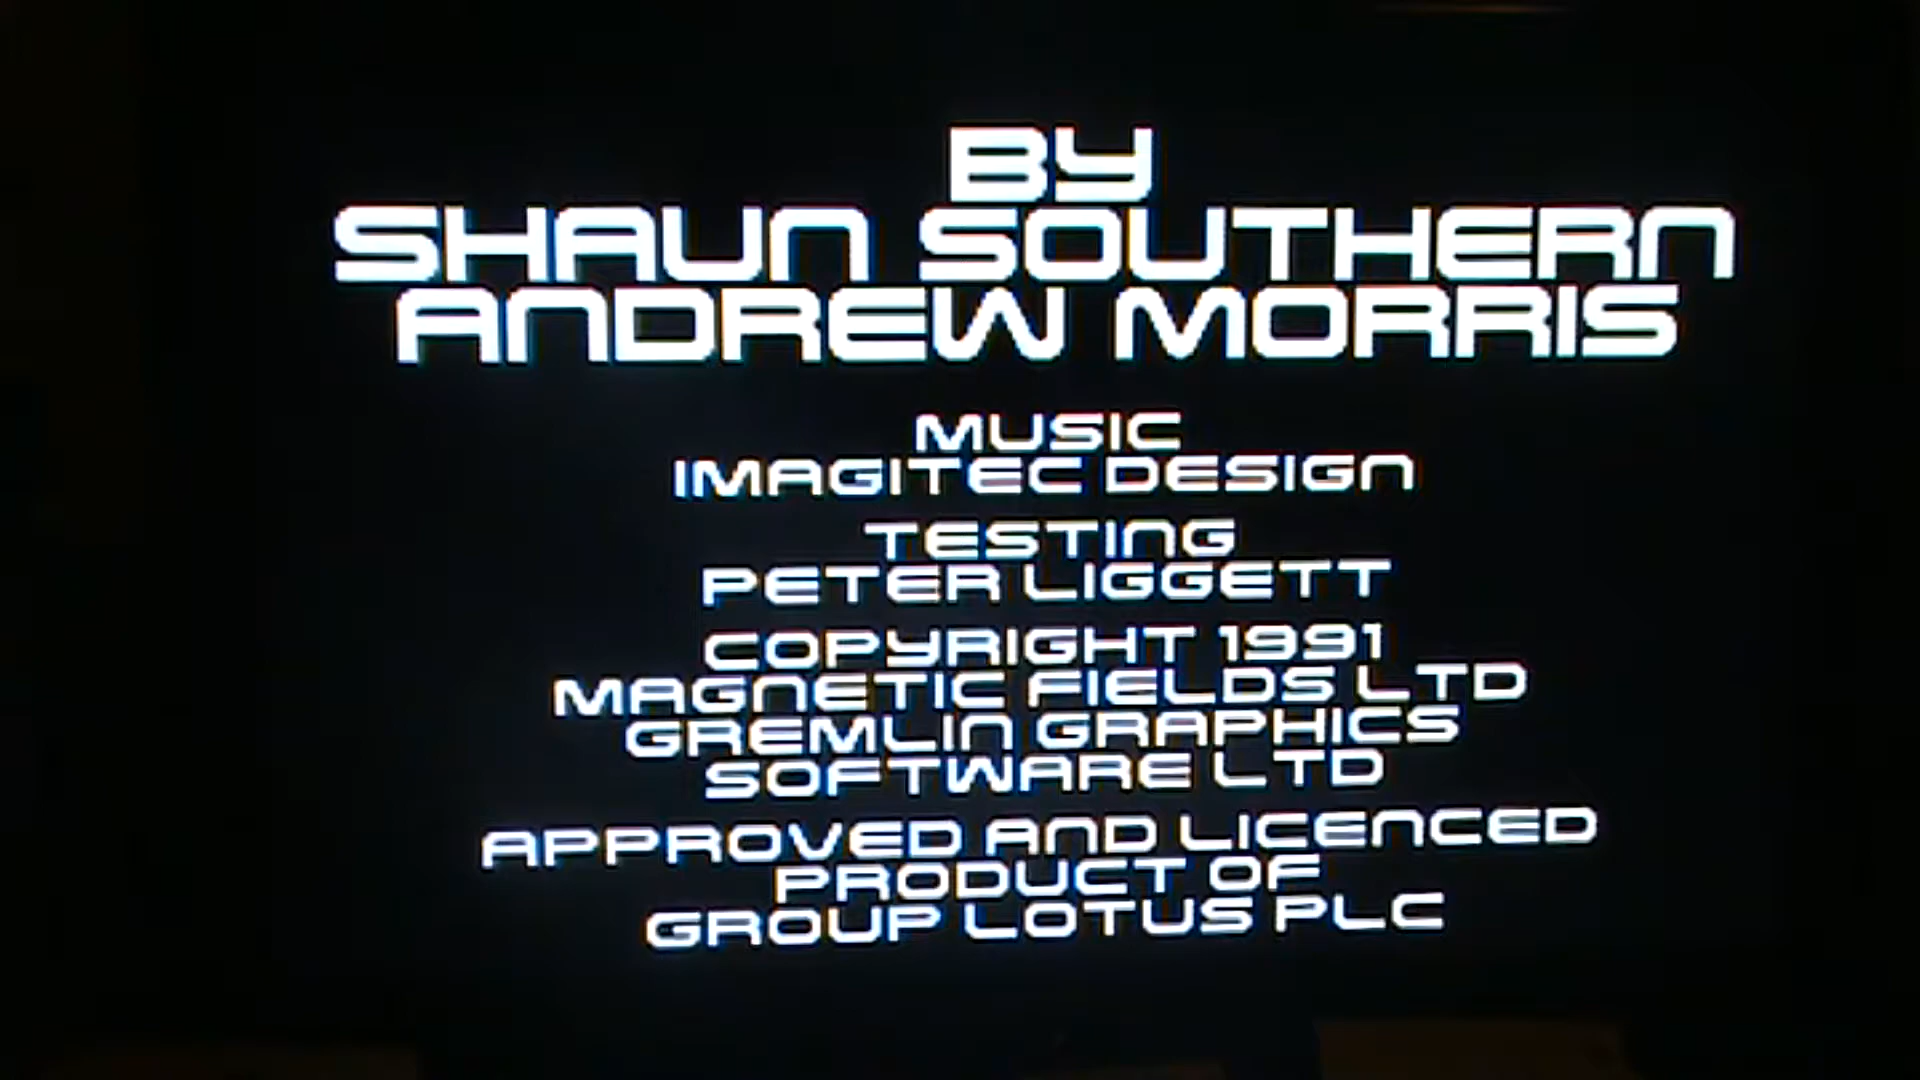 BY
SHAUN SOUTHERN
ANDREW MORRIS
MUSIC
IMAGITEC DESIGN
TESTING
PETER LIGGETT
COPYRIGHT 1991
MAGNETIC FIELDS LTD
GREMLIN GRAPHICS
SOFTWARE LTD
APPROVED AND LICENCED
PRODUCT OF
GROUP LOTUS PLC